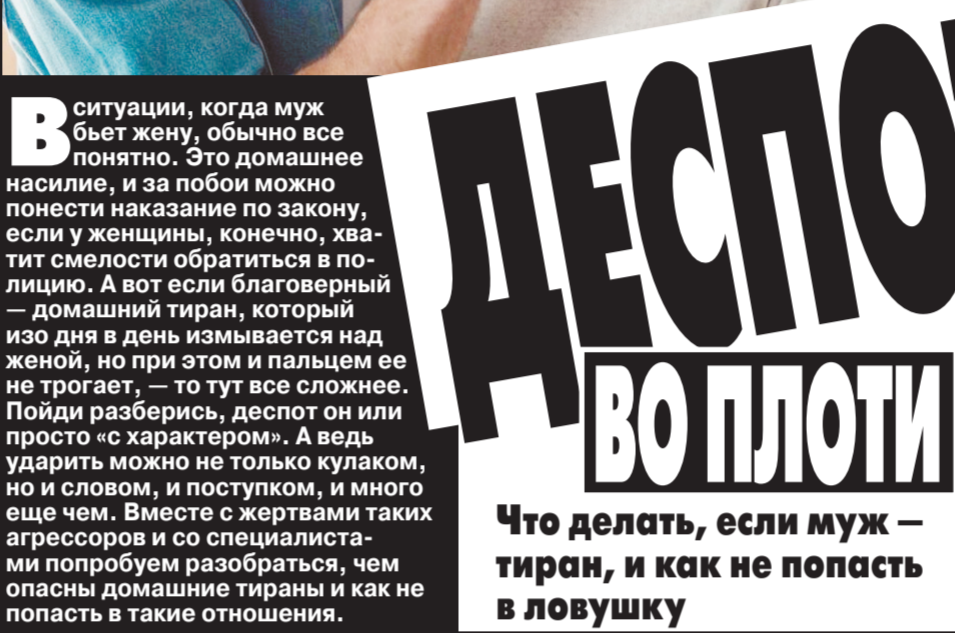 В ситуации, когда муж
бьет жену, обычно все
понятно. Это домашнее
насилие, и за побои можно
понести наказание по закону,
если у женщины, конечно, хва-
тит смелости обратиться в по-
лицию. А вот если благоверный
— домашний тиран, который
изо дня в день измывается над
женой, но при этом и пальцем ее
не трогает, — то тут все сложнее.
Пойди разберись, деспот он или
просто «с характером». А ведь
ударить можно не только кулаком,
но и словом, и поступком, и много
еще чем. Вместе с жертвами таких
агрессоров и со специалиста-
ми попробуем разобраться, чем
опасны домашние тираны и как не
попасть в такие отношения.
ДЕСПО
ВО ПЛОТИ
Что делать, если муж —
тиран, и как не попасть
в ловушку